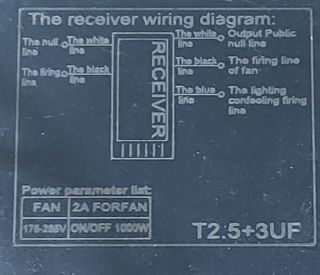 The receiver wiring diagram:
The null line
The white line
The white line
Output Public null line
The firing line
The black line
The black line
The firing line of fan
RECEIVER
The blue line
The lighting contooling firing line
Power parameter list:
FAN 2A FORFAN
175-265V ON/OFF 1000W
T2.5+3UF